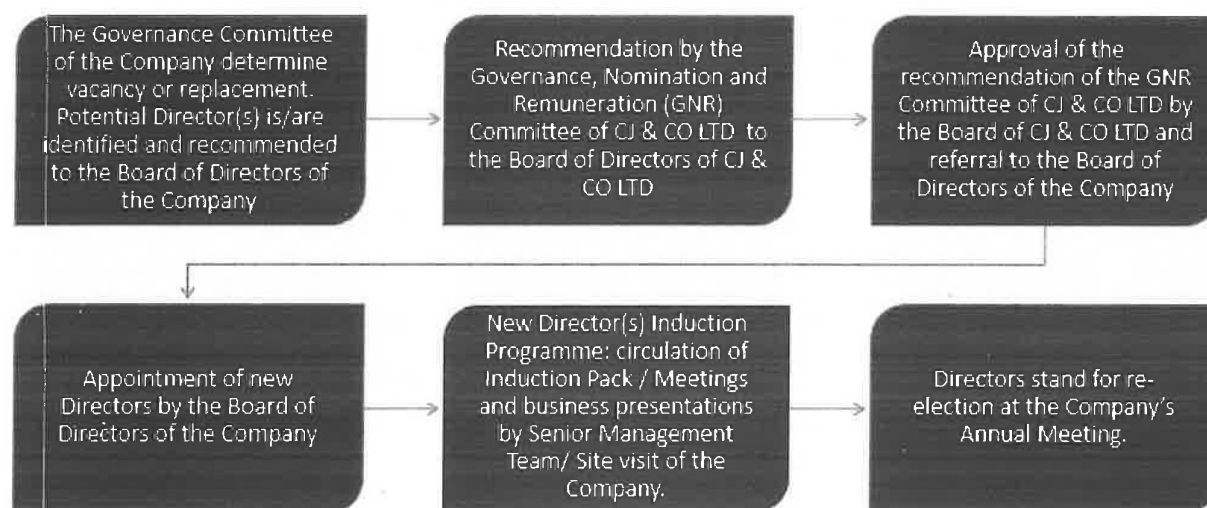 The Governance Committee
of the Company determine
vacancy or replacement.
Potential Director(s) is/are
identified and recommended
to the Board of Directors of
the Company
Recommendation by the
Governance, Nomination and
Remuneration (GNR)
Committee of CJ & CO LTD to
the Board of Directors of CJ &
CO LTD
Approval of the
recommendation of the GNR
Committee of CJ & CO LTD by
the Board of CJ & CO LTD and
referral to the Board of
Directors of the Company
Appointment of new
Directors by the Board of
Directors of the Company
New Director(s) Induction
Programme: circulation of
Induction Pack / Meetings
and business presentations
by Senior Management
Team/ Site visit of the
Company.
Directors stand for re-
election at the Company's
Annual Meeting.